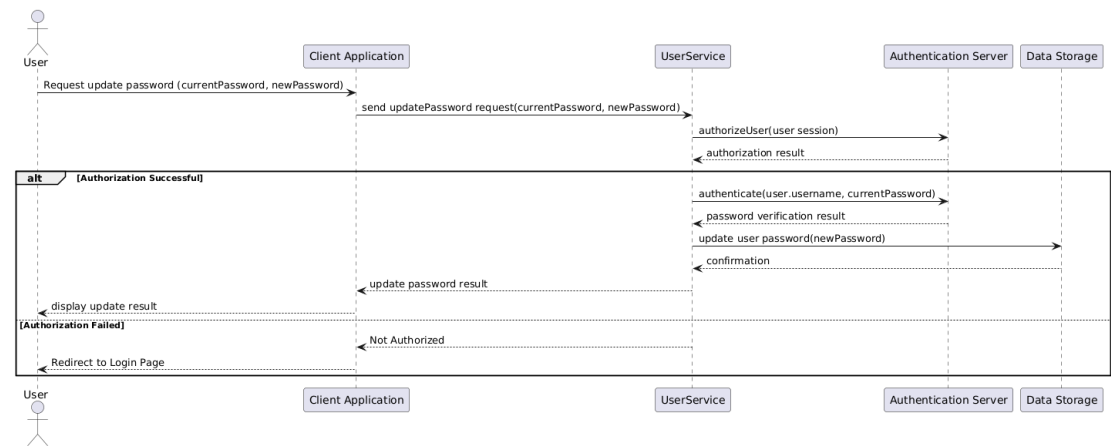 User
Client Application
UserService
Authentication Server
Data Storage
Request update password (currentPassword, newPassword)
send updatePassword request(currentPassword, newPassword)
authorizeUser(user session)
authorization result
alt [Authorization Successful]
authenticate(user.username, currentPassword)
password verification result
update user password(newPassword)
confirmation
update password result
display update result
[Authorization Failed]
Not Authorized
Redirect to Login Page
User
Client Application
UserService
Authentication Server
Data Storage